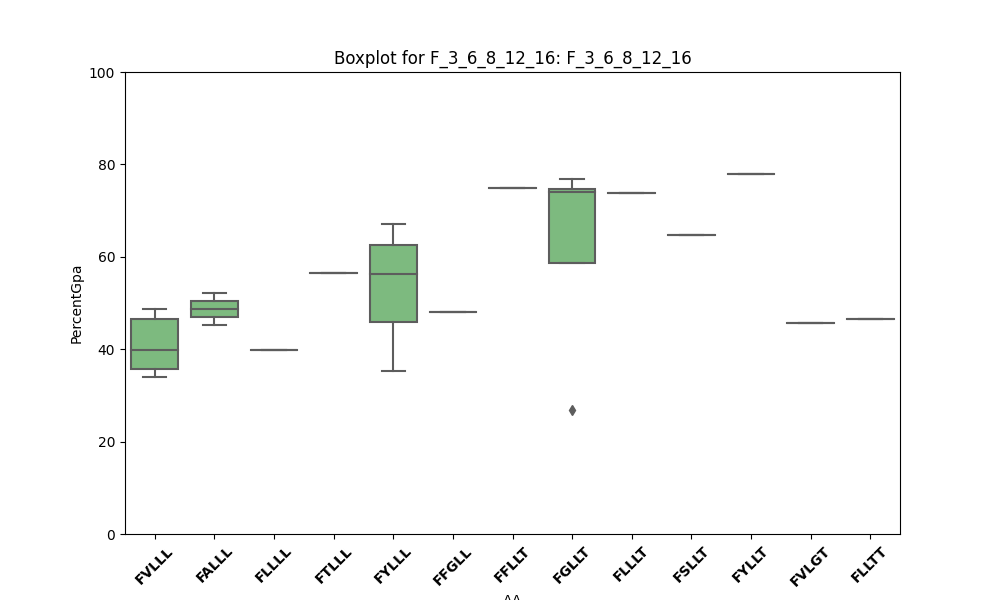 Boxplot for F_3_6_8_12_16: F_3_6_8_12_16
100
80
60
40
20
0
PercentGpa
FVLLL
FALLL
FLLLL
FTLLL
FYLLL
FFGLL
FFLLT
FGLLT
FLLLT
FSLLT
FYLLT
FVLGT
FLLTT